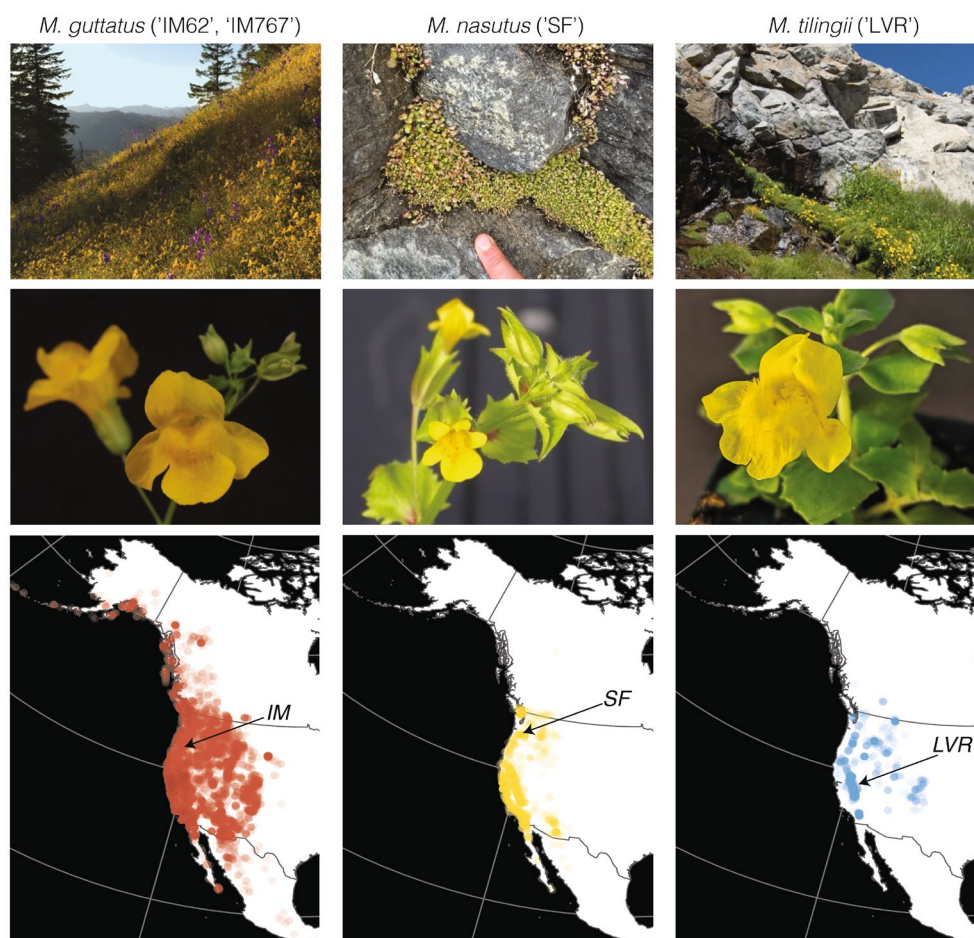 M. guttatus ('IM62', ‘IM767’)
M. nasutus ('SF')
M. tilingii ('LVR')
IM
SF
LVR